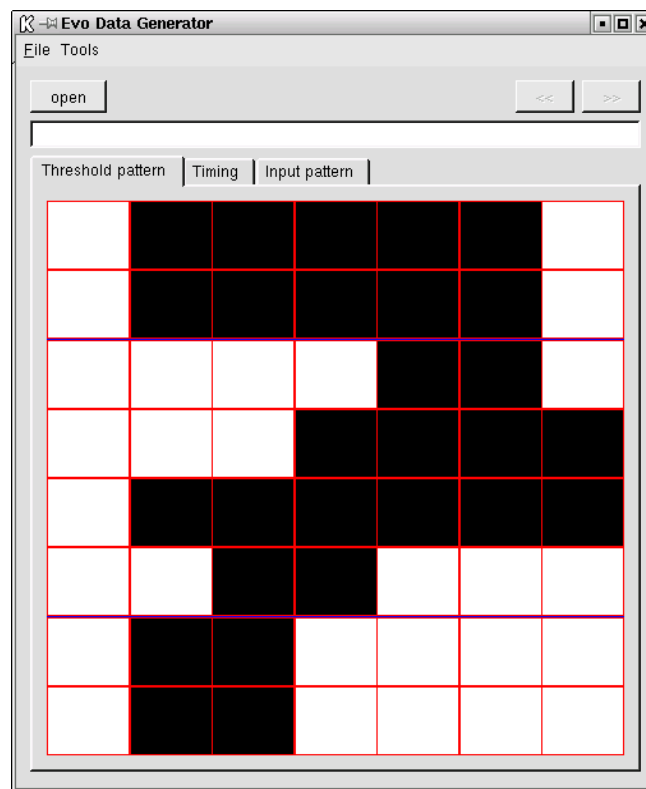 Evo Data Generator
File Tools
open << >>
Threshold pattern Timing Input pattern